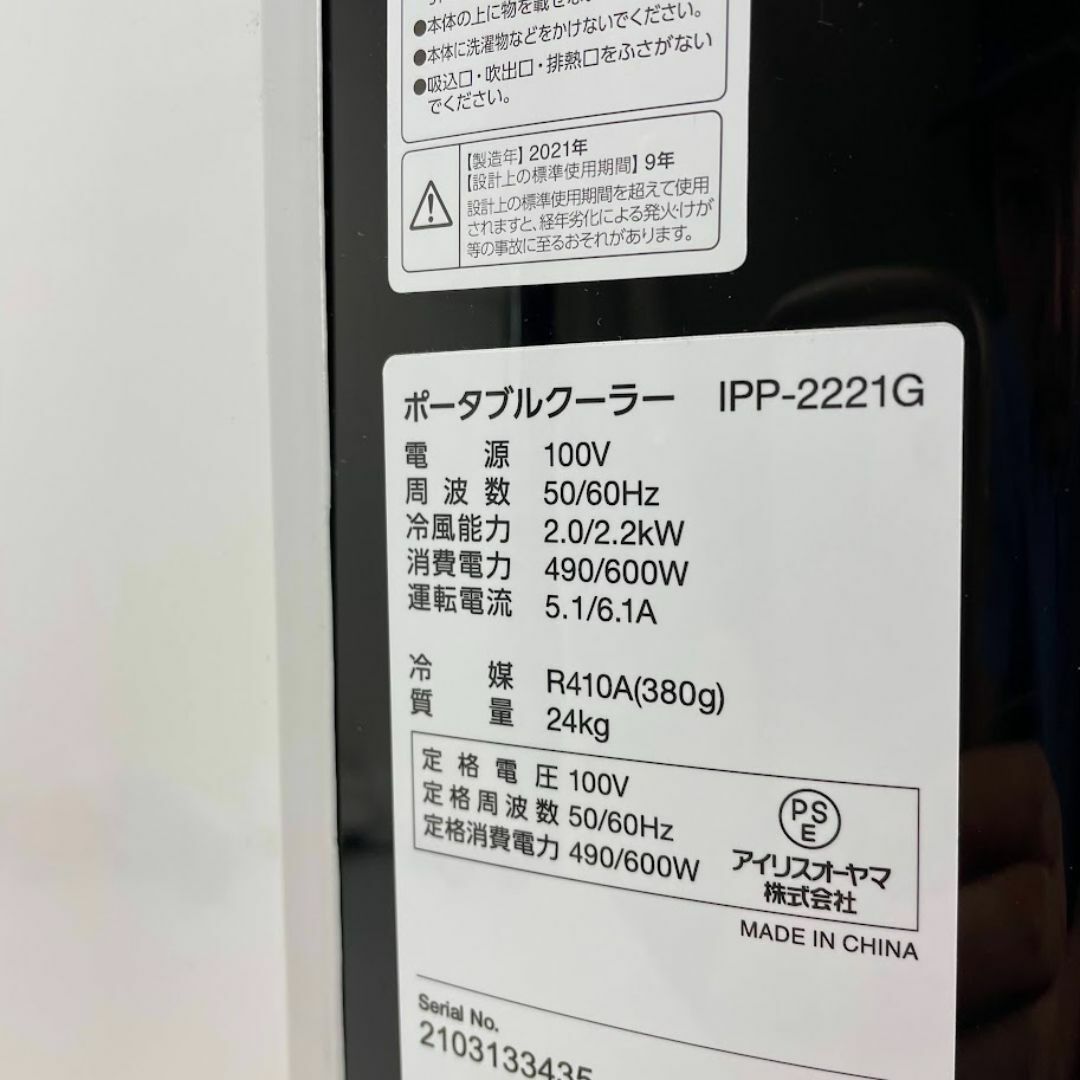 ●本体の上に物を載せな
●本体に洗濯物などをかけないでください。
●吸込口・吹出口・排熱口をふさがない
でください。
【製造年】2021年
【設計上の標準使用期間】9年
設計上の標準使用期間を超えて使用
されますと、経年劣化による発火・けが
等の事故に至るおそれがあります。
ポータブルクーラー IPP-2221G
電源 100V
周波数 50/60Hz
冷風能力 2.0/2.2kW
消費電力 490/600W
運転電流 5.1/6.1A
冷媒 R410A(380g)
質量 24kg
定格電圧 100V
定格周波数 50/60Hz
定格消費電力 490/600W
PS
E
アイリスオーヤマ
株式会社
MADE IN CHINA
Serial No.
2103133435